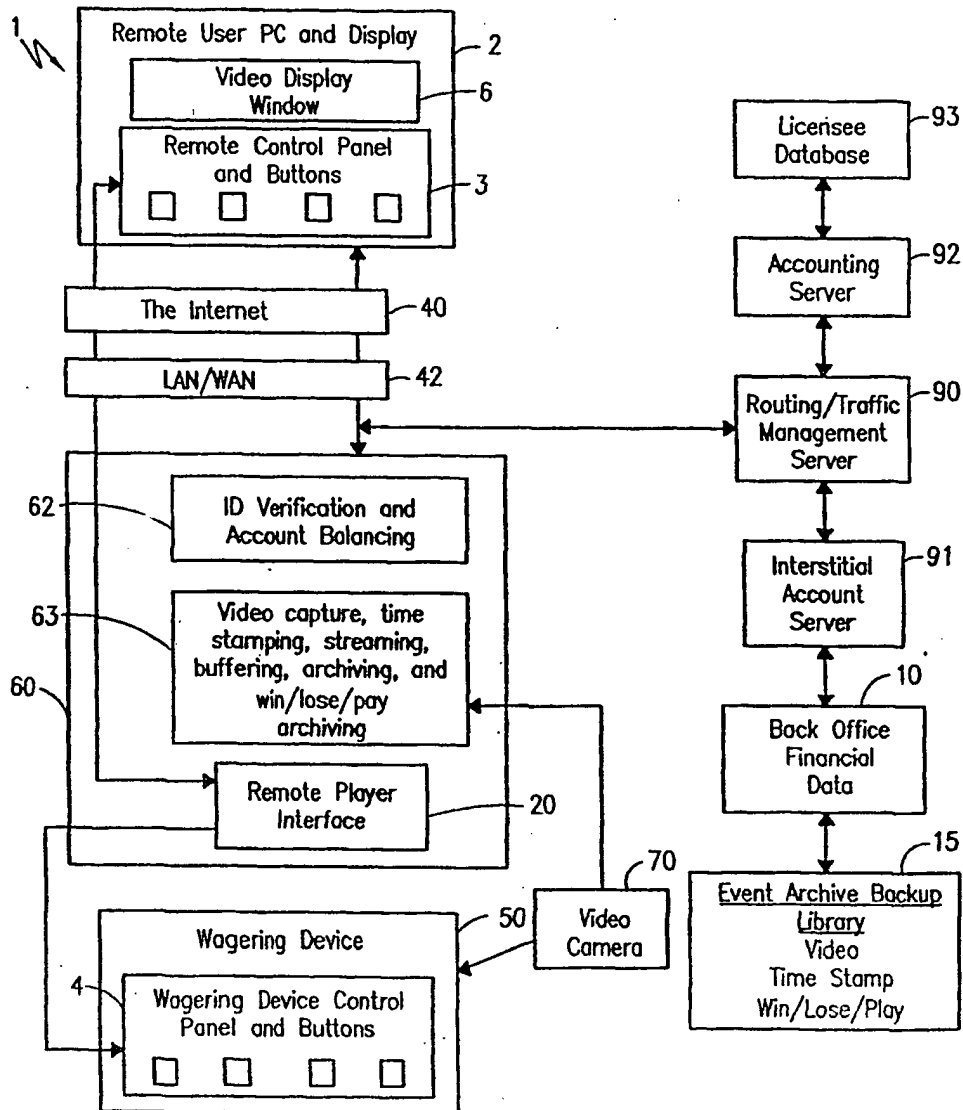 1
Remote User PC and Display
2
Video Display
Window
6
Remote Control Panel
and Buttons
3
The Internet
40
LAN/WAN
42
62
ID Verification and
Account Balancing
63
Video capture, time
stamping, streaming,
buffering, archiving, and
win/lose/pay
archiving
60
Remote Player
Interface
20
Wagering Device
50
4
Wagering Device Control
Panel and Buttons
70
Video
Camera
Licensee
Database
93
Accounting
Server
92
Routing/Traffic
Management
Server
90
Interstitial
Account
Server
91
10
Back Office
Financial
Data
15
Event Archive Backup
Library
Video
Time Stamp
Win/Lose/Play